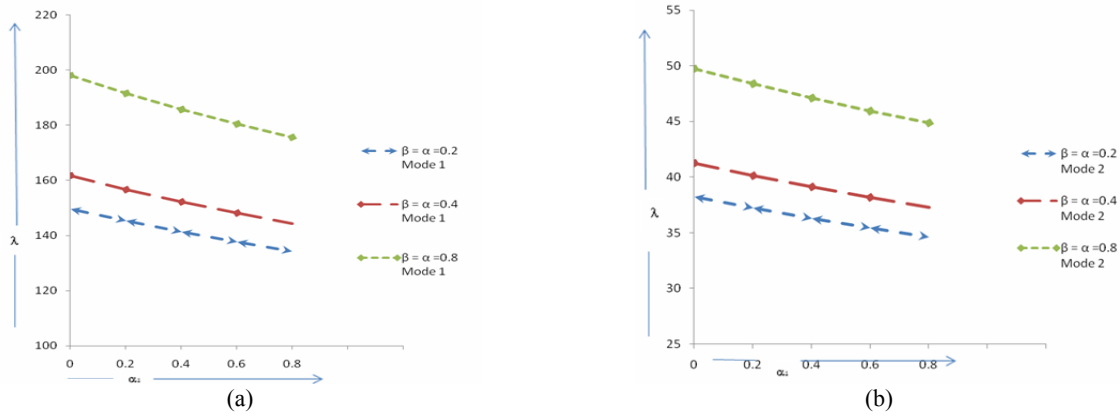 220
200
180
160
140
120
100
λ
0 0.2 0.4 0.6 0.8
β = α =0.2
Mode 1
β = α =0.4
Mode 1
β = α =0.8
Mode 1
(a)
55
50
45
40
35
30
25
λ
0 0.2 0.4 0.6 0.8
β = α =0.2
Mode 2
β = α =0.4
Mode 2
β = α =0.8
Mode 2
(b)